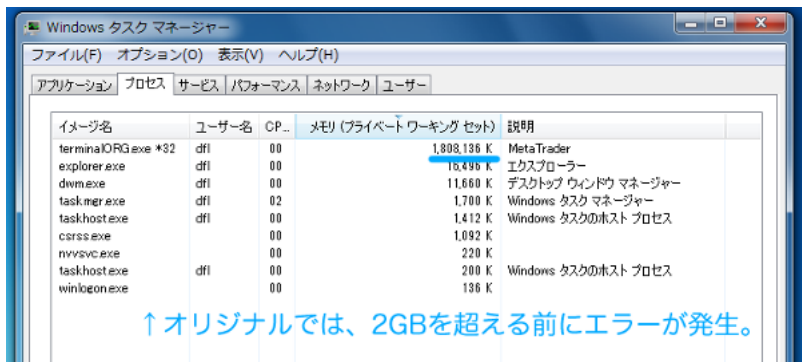 Windows タスク マネージャー
ファイル(F) オプション(O) 表示(V) ヘルプ(H)
アプリケーション プロセス サービス パフォーマンス ネットワーク ユーザー
イメージ名 ユーザー名 CP... メモリ (プライベート ワーキング セット) 説明
terminalORG.exe *32 dfl 00 1,808,136 K MetaTrader
explorer.exe dfl 00 16,496 K エクスプローラー
dwm.exe dfl 00 11,660 K デスクトップ ウィンドウ マネージャー
taskmgr.exe dfl 02 1,700 K Windows タスク マネージャー
taskhost.exe dfl 00 1,412 K Windows タスクのホスト プロセス
csrss.exe 00 1,092 K
nvvsvc.exe 00 220 K
taskhost.exe dfl 00 200 K Windows タスクのホスト プロセス
winlogon.exe 00 136 K
↑オリジナルでは、2GBを超える前にエラーが発生。